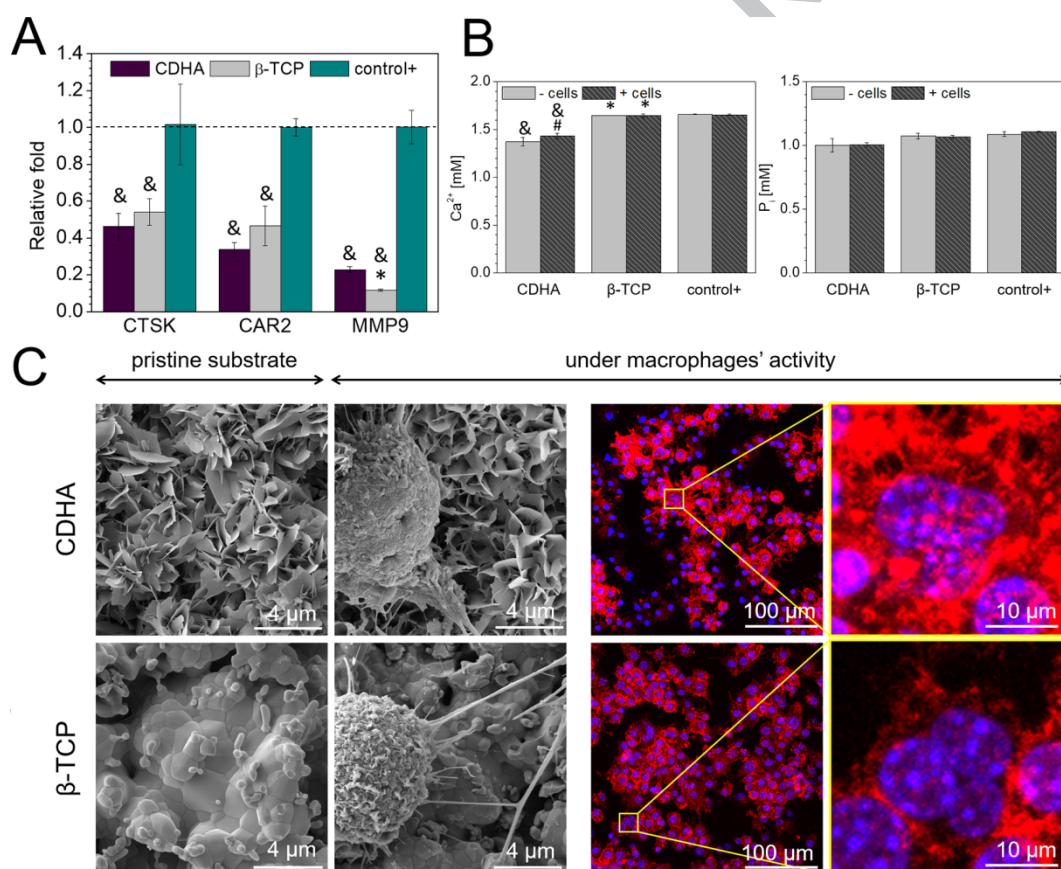 A
CDHA β-TCP control+
1.4
1.2
1.0
0.8
0.6
0.4
0.2
0.0
Relative fold
& & & & & &
*
CTSK CAR2 MMP9
B
- cells + cells
2.0
1.5
1.0
0.5
0.0
Ca²⁺ [mM]
& & # * *
CDHA β-TCP control+
- cells + cells
1.5
1.0
0.5
0.0
Pᵢ [mM]
CDHA β-TCP control+
C
pristine substrate under macrophages' activity
CDHA
4 µm 4 µm 100 µm 10 µm
β-TCP
4 µm 4 µm 100 µm 10 µm